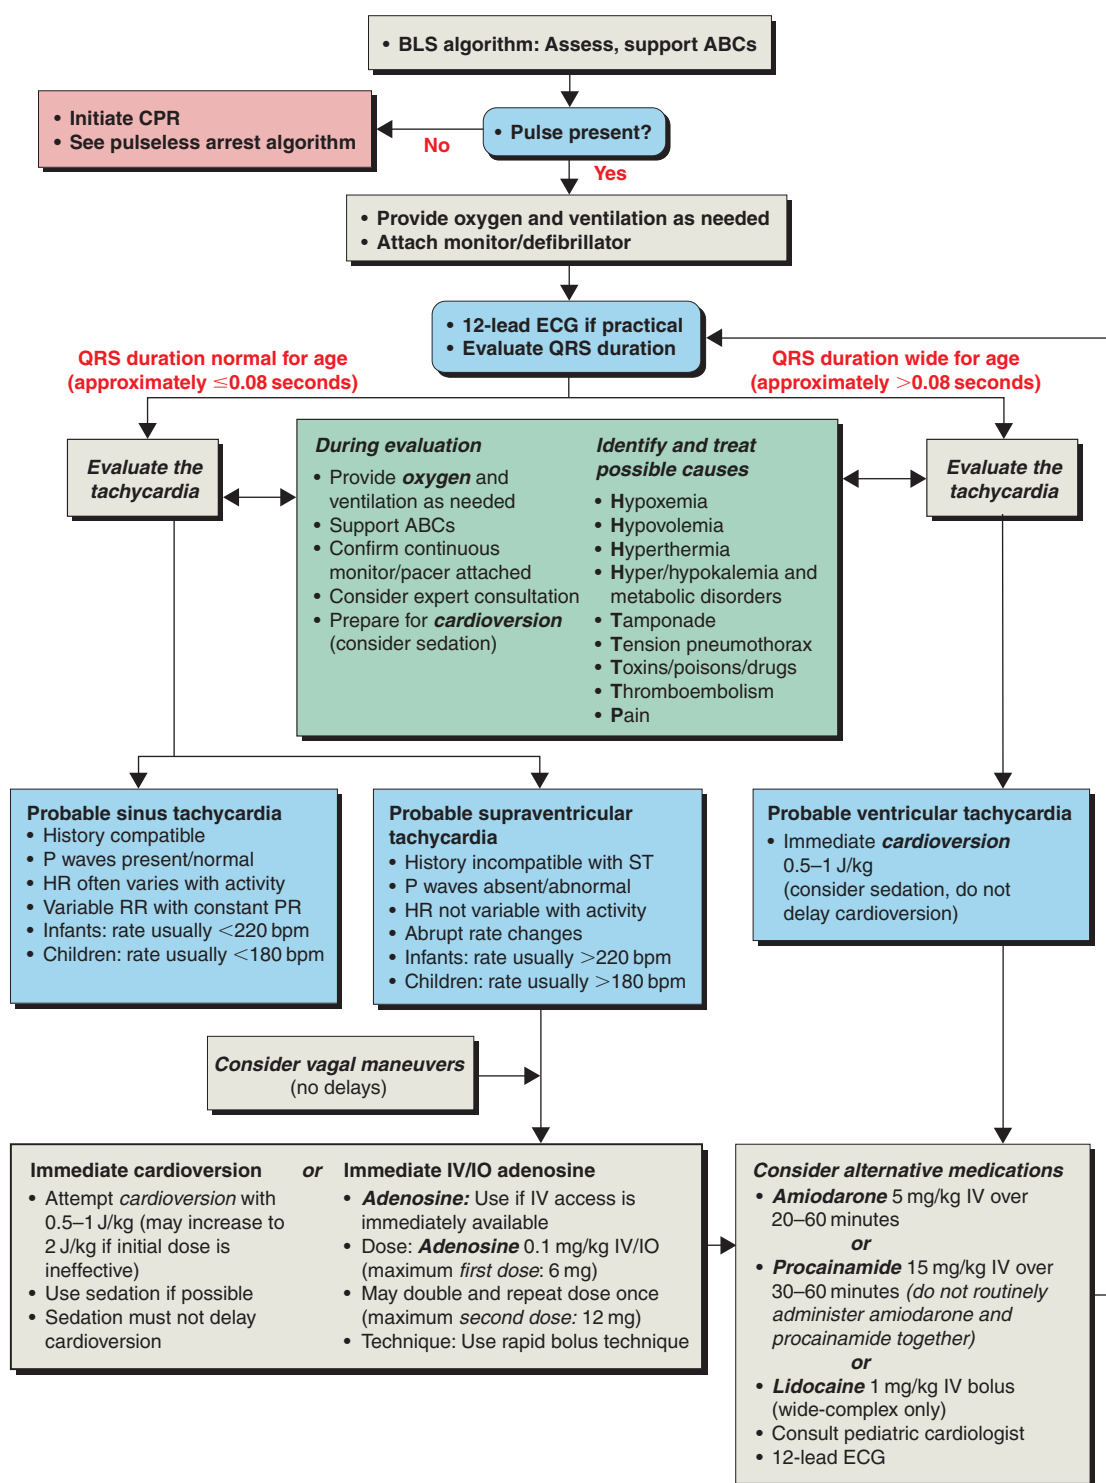 • BLS algorithm: Assess, support ABCs
• Initiate CPR
• See pulseless arrest algorithm
No
• Pulse present?
Yes
• Provide oxygen and ventilation as needed
• Attach monitor/defibrillator
• 12-lead ECG if practical
• Evaluate QRS duration
QRS duration normal for age
(approximately ≤0.08 seconds)
QRS duration wide for age
(approximately >0.08 seconds)
Evaluate the
tachycardia
During evaluation
• Provide oxygen and
ventilation as needed
• Support ABCs
• Confirm continuous
monitor/pacer attached
• Consider expert consultation
• Prepare for cardioversion
(consider sedation)
Identify and treat
possible causes
• Hypoxemia
• Hypovolemia
• Hyperthermia
• Hyper/hypokalemia and
metabolic disorders
• Tamponade
• Tension pneumothorax
• Toxins/poisons/drugs
• Thromboembolism
• Pain
Evaluate the
tachycardia
Probable sinus tachycardia
• History compatible
• P waves present/normal
• HR often varies with activity
• Variable RR with constant PR
• Infants: rate usually <220 bpm
• Children: rate usually <180 bpm
Probable supraventricular
tachycardia
• History incompatible with ST
• P waves absent/abnormal
• HR not variable with activity
• Abrupt rate changes
• Infants: rate usually >220 bpm
• Children: rate usually >180 bpm
Probable ventricular tachycardia
• Immediate cardioversion
0.5–1 J/kg
(consider sedation, do not
delay cardioversion)
Consider vagal maneuvers
(no delays)
Immediate cardioversion
• Attempt cardioversion with
0.5–1 J/kg (may increase to
2 J/kg if initial dose is
ineffective)
• Use sedation if possible
• Sedation must not delay
cardioversion
or
Immediate IV/IO adenosine
• Adenosine: Use if IV access is
immediately available
• Dose: Adenosine 0.1 mg/kg IV/IO
(maximum first dose: 6 mg)
• May double and repeat dose once
(maximum second dose: 12 mg)
• Technique: Use rapid bolus technique
Consider alternative medications
• Amiodarone 5 mg/kg IV over
20–60 minutes
or
• Procainamide 15 mg/kg IV over
30–60 minutes (do not routinely
administer amiodarone and
procainamide together)
or
• Lidocaine 1 mg/kg IV bolus
(wide-complex only)
• Consult pediatric cardiologist
• 12-lead ECG